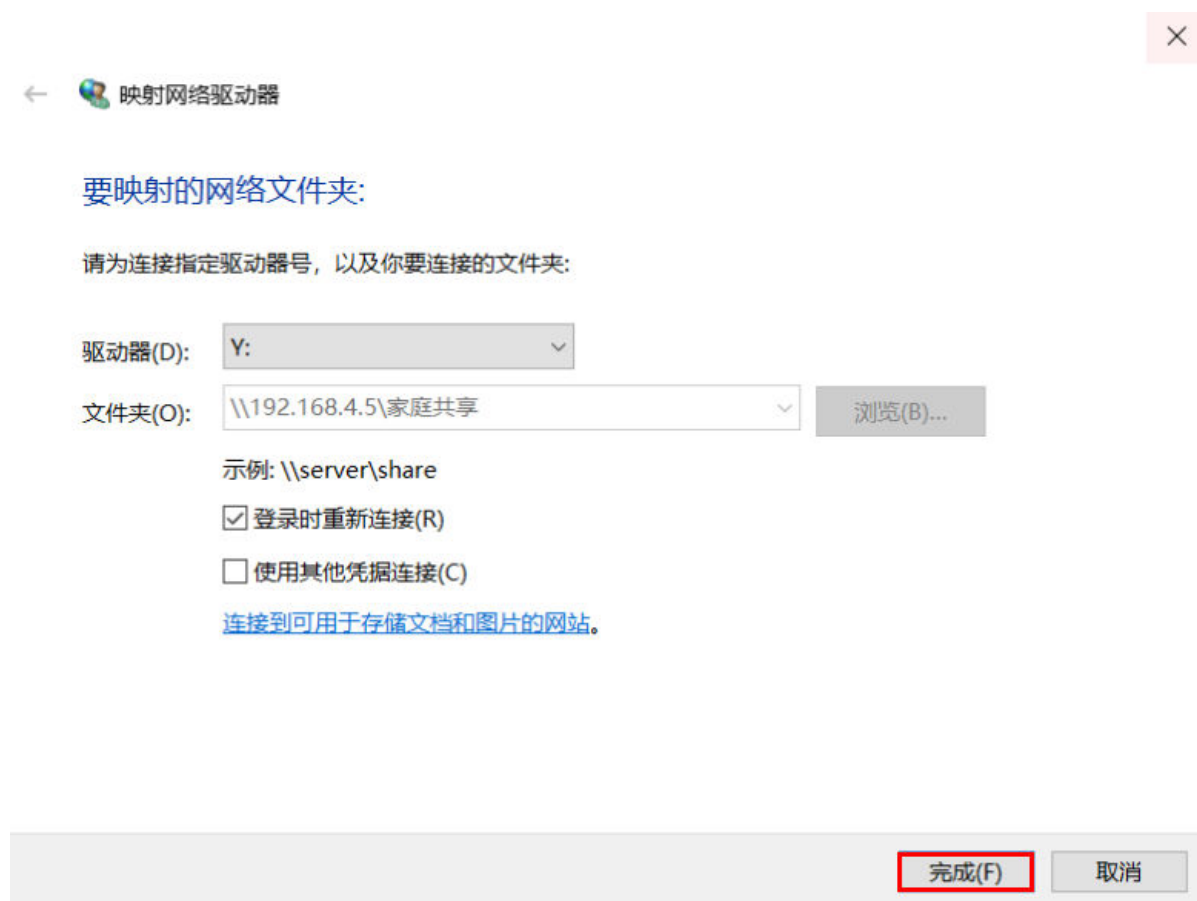 映射网络驱动器
要映射的网络文件夹:
请为连接指定驱动器号，以及你要连接的文件夹:
驱动器(D): Y:
文件夹(O): \\192.168.4.5\家庭共享 浏览(B)...
示例: \\server\share
登录时重新连接(R)
使用其他凭据连接(C)
连接到可用于存储文档和图片的网站。
完成(F) 取消